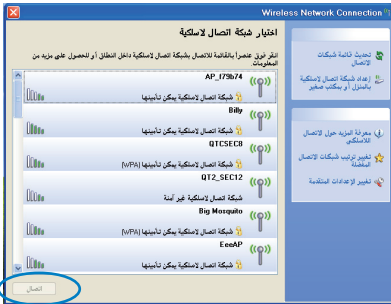 Wireless Network Connection
اختيار شبكة اتصال لاسلكية
انقر فوق عنصراً بالقائمة للاتصال بشبكة اتصال لاسلكية داخل النطاق أو للحصول على مزيد من
المعلومات.
AP_f79b74
شبكة اتصال لاسلكية يمكن تأمينها
Billy
شبكة اتصال لاسلكية يمكن تأمينها
QTCSEC8
شبكة اتصال لاسلكية يمكن تأمينها (WPA)
QT2_SEC12
شبكة اتصال لاسلكية غير آمنة
Big Mosquito
شبكة اتصال لاسلكية يمكن تأمينها (WPA)
EeeAP
شبكة اتصال لاسلكية يمكن تأمينها
اتصال
تحديث قائمة شبكات
الاتصال
إعداد شبكة اتصال لاسلكية
بالمنزل أو بمكتب صغير
معرفة المزيد حول الاتصال
اللاسلكي
تغيير ترتيب شبكات الاتصال
المفضلة
تغيير الإعدادات المتقدمة